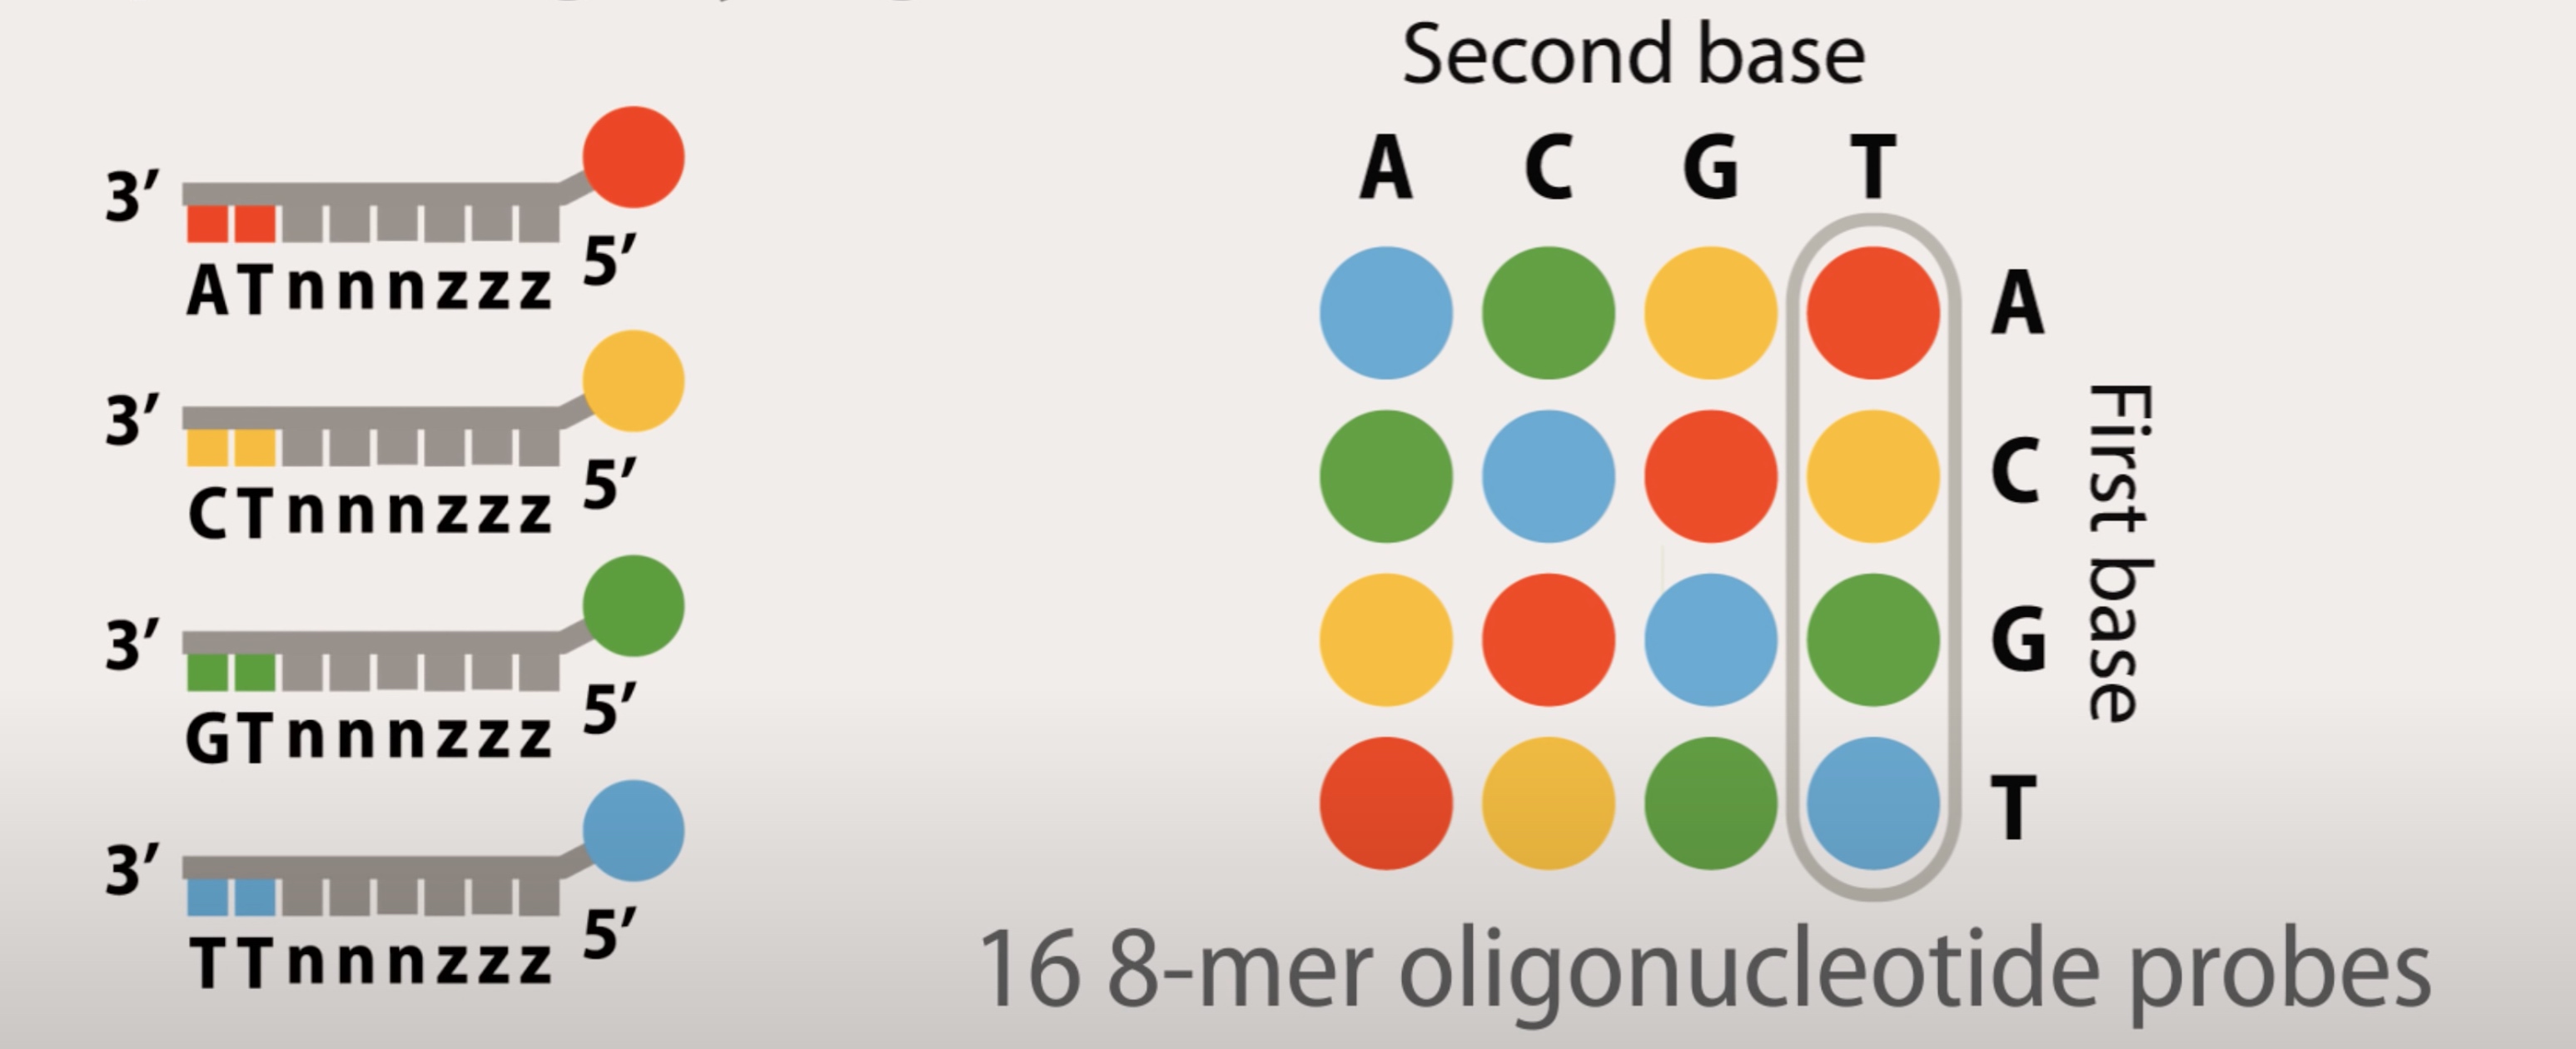 3′
ATnnnzzz
5′
3′
CTnnnzzz
5′
3′
GTnnnzzz
5′
3′
TTnnnzzz
5′
Second base
A C G T
A
C
G
T
First base
16 8-mer oligonucleotide probes